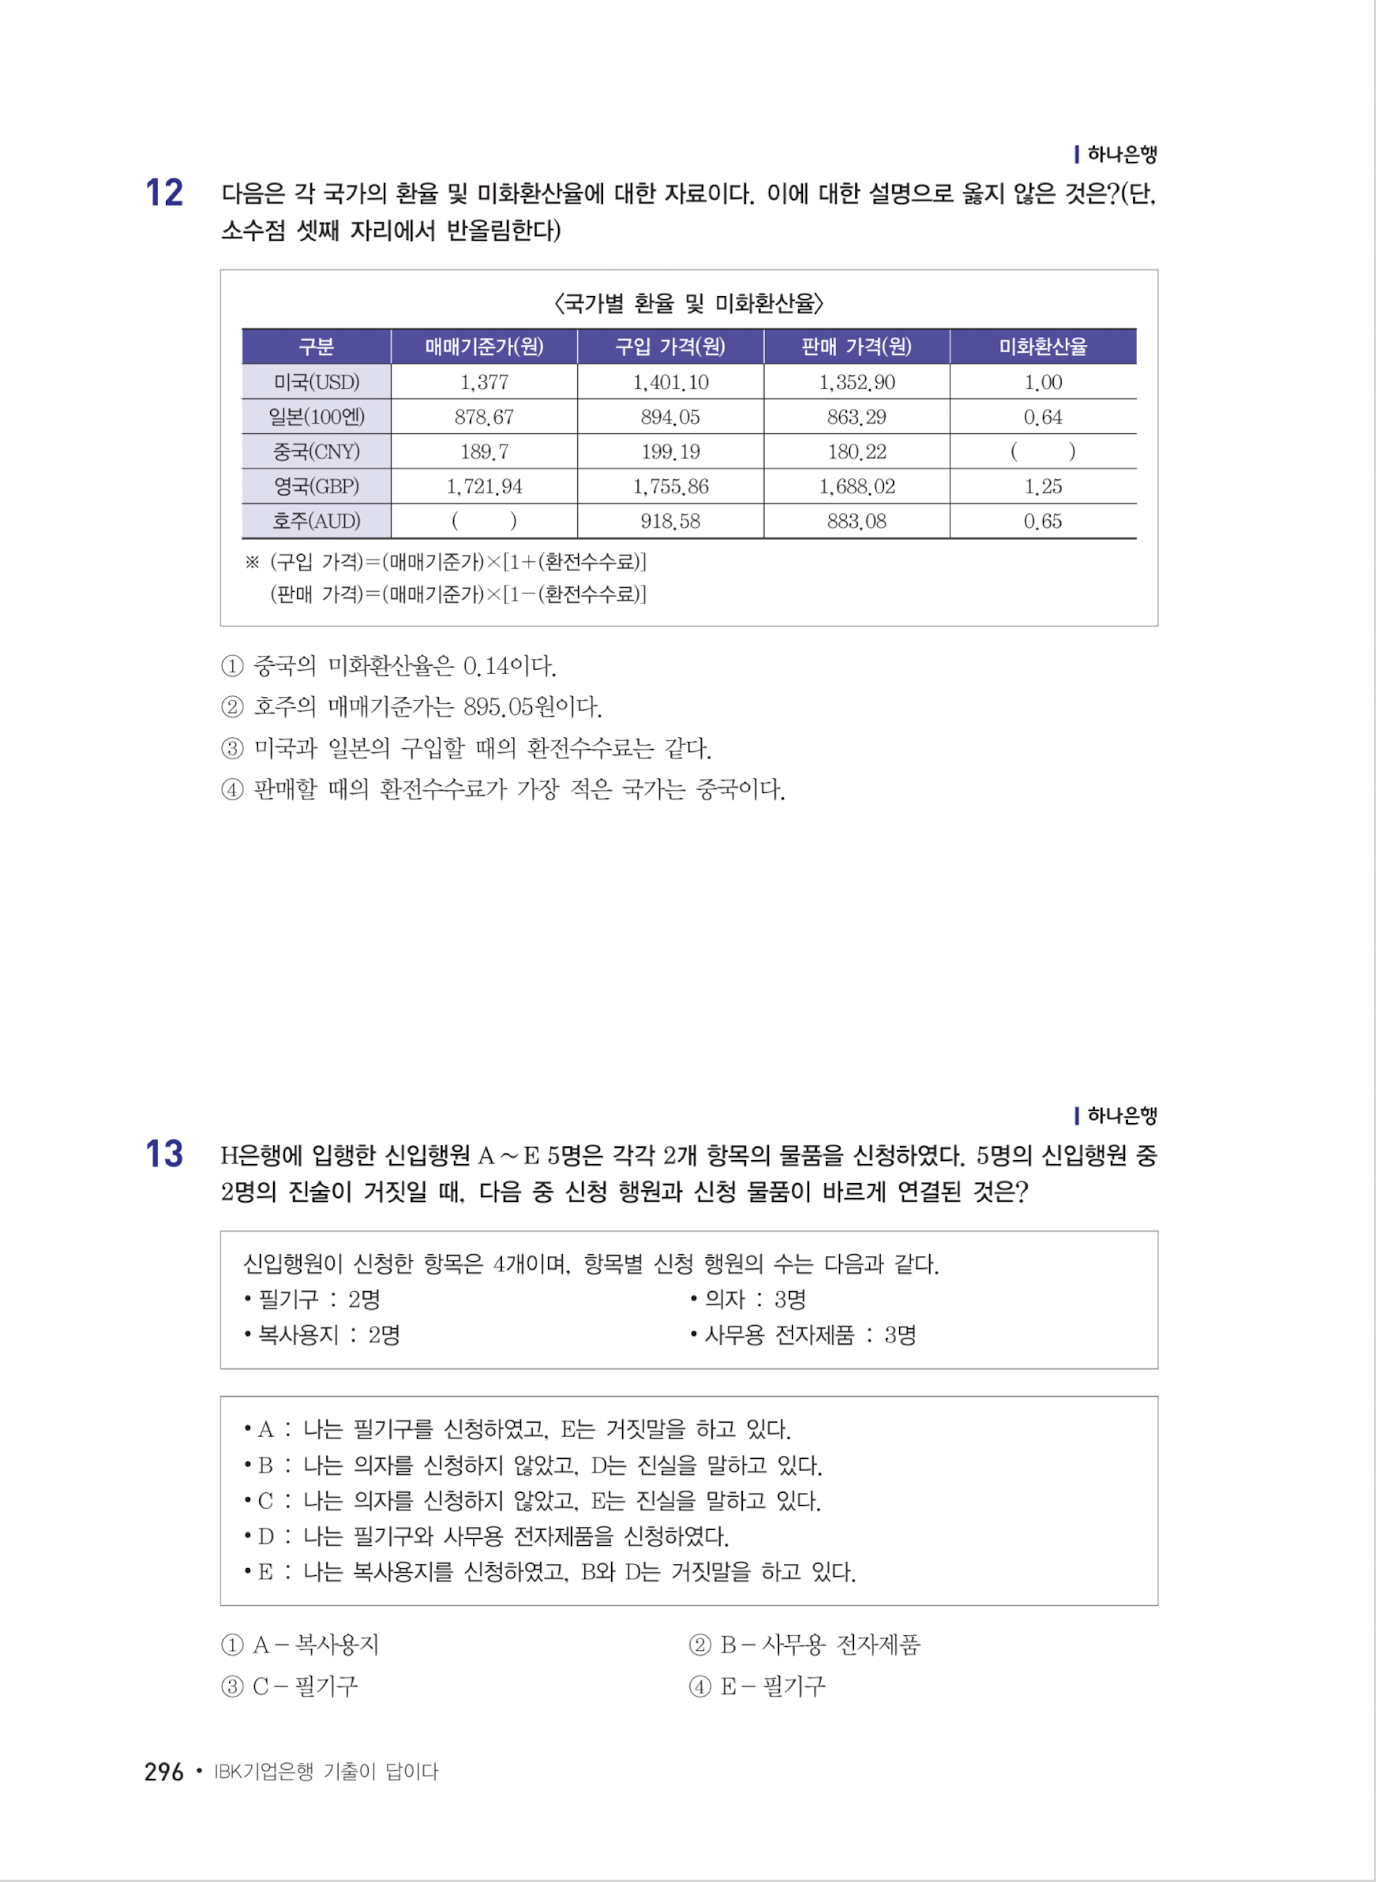 하나은행
12 다음은 각 국가의 환율 및 미화환산율에 대한 자료이다. 이에 대한 설명으로 옳지 않은 것은?(단,
소수점 셋째 자리에서 반올림한다)
〈국가별 환율 및 미화환산율〉
구분 매매기준가(원) 구입 가격(원) 판매 가격(원) 미화환산율
미국(USD) 1,377 1,401.10 1,352.90 1.00
일본(100엔) 878.67 894.05 863.29 0.64
중국(CNY) 189.7 199.19 180.22 ( )
영국(GBP) 1,721.94 1,755.86 1,688.02 1.25
호주(AUD) ( ) 918.58 883.08 0.65
※ (구입 가격)=(매매기준가)×[1+(환전수수료)]
(판매 가격)=(매매기준가)×[1-(환전수수료)]
① 중국의 미화환산율은 0.14이다.
② 호주의 매매기준가는 895.05원이다.
③ 미국과 일본의 구입할 때의 환전수수료는 같다.
④ 판매할 때의 환전수수료가 가장 적은 국가는 중국이다.
하나은행
13 H은행에 입행한 신입행원 A~E 5명은 각각 2개 항목의 물품을 신청하였다. 5명의 신입행원 중
2명의 진술이 거짓일 때, 다음 중 신청 행원과 신청 물품이 바르게 연결된 것은?
신입행원이 신청한 항목은 4개이며, 항목별 신청 행원의 수는 다음과 같다.
• 필기구 : 2명 • 의자 : 3명
• 복사용지 : 2명 • 사무용 전자제품 : 3명
• A : 나는 필기구를 신청하였고, E는 거짓말을 하고 있다.
• B : 나는 의자를 신청하지 않았고, D는 진실을 말하고 있다.
• C : 나는 의자를 신청하지 않았고, E는 진실을 말하고 있다.
• D : 나는 필기구와 사무용 전자제품을 신청하였다.
• E : 나는 복사용지를 신청하였고, B와 D는 거짓말을 하고 있다.
① A - 복사용지 ② B - 사무용 전자제품
③ C - 필기구 ④ E - 필기구
296 • IBK기업은행 기출이 답이다